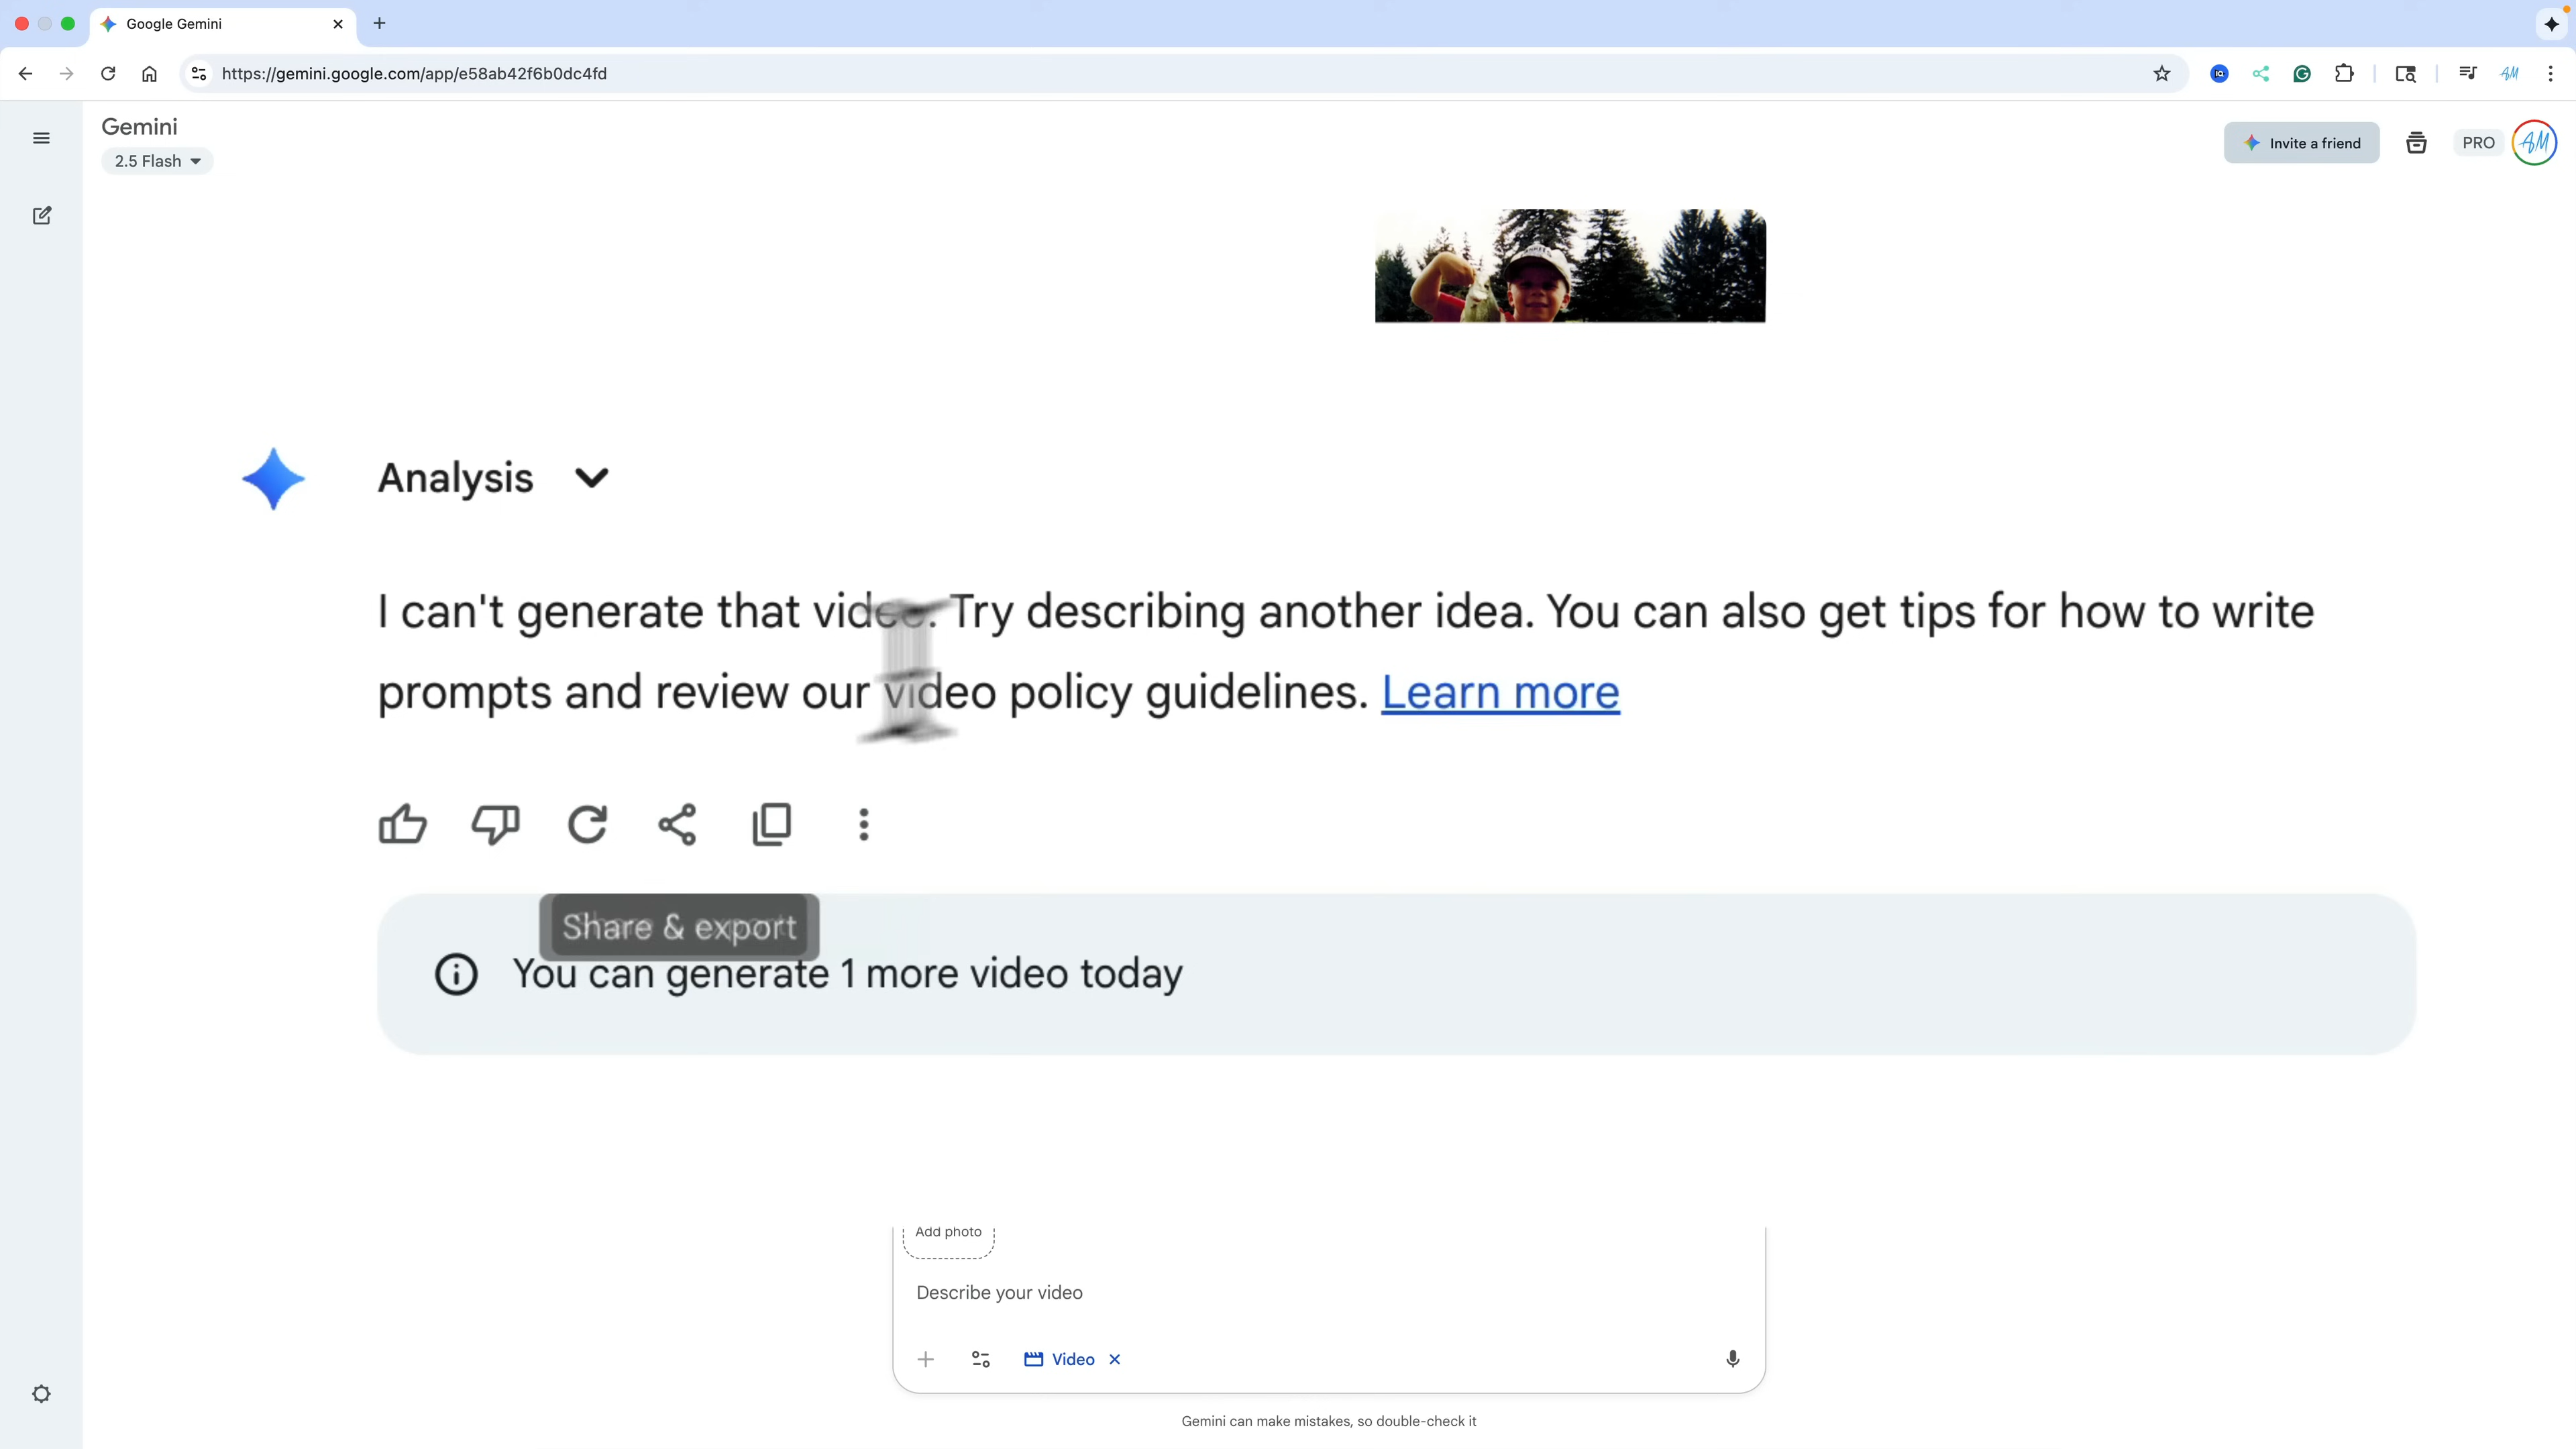 Google Gemini
https://gemini.google.com/app/e58ab42f6b0dc4fd
Gemini
2.5 Flash
Invite a friend
PRO
AM
Analysis
I can't generate that video. Try describing another idea. You can also get tips for how to write
prompts and review our video policy guidelines. Learn more
Share & export
You can generate 1 more video today
Add photo
Describe your video
Video
Gemini can make mistakes, so double-check it